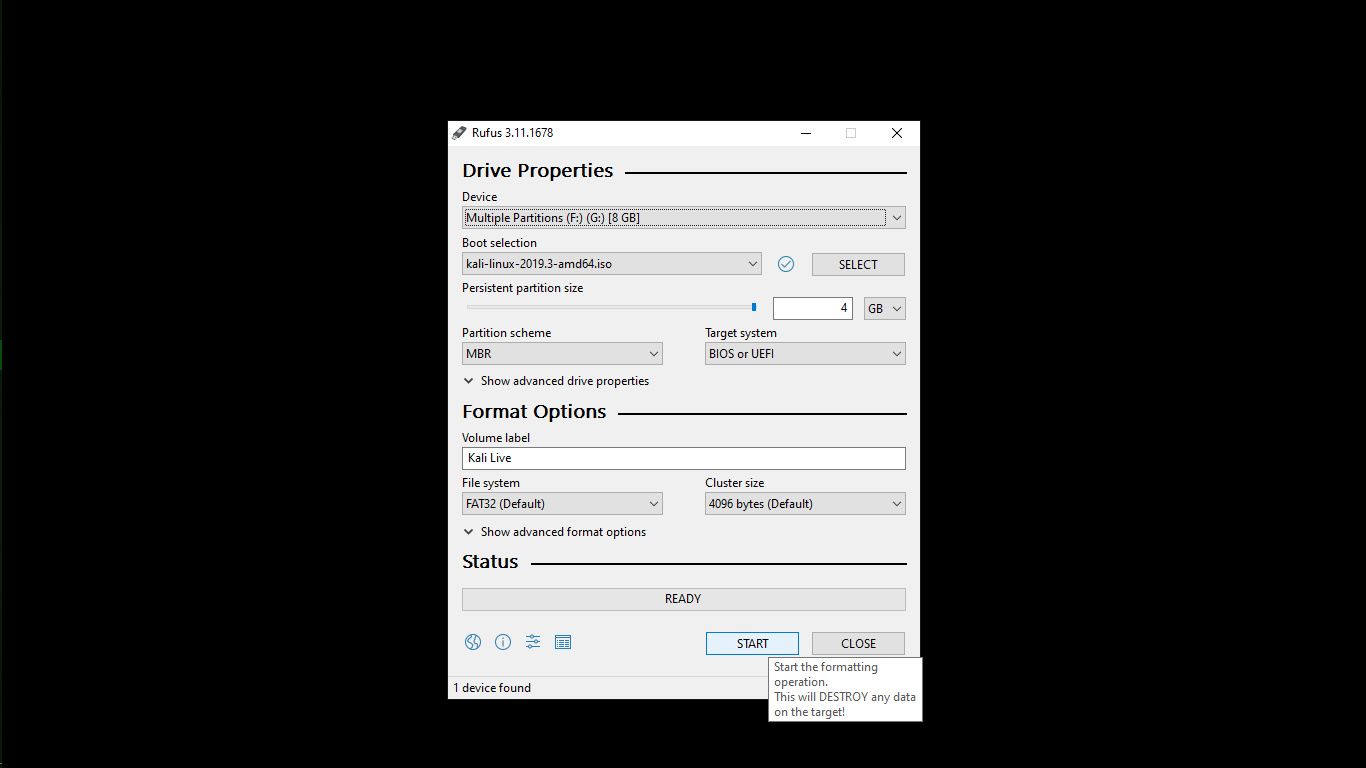 Rufus 3.11.1678
Drive Properties
Device
Multiple Partitions (F:) (G:) [8 GB]
Boot selection
kali-linux-2019.3-amd64.iso
SELECT
Persistent partition size
4
GB
Partition scheme
Target system
MBR
BIOS or UEFI
Show advanced drive properties
Format Options
Volume label
Kali Live
File system
Cluster size
FAT32 (Default)
4096 bytes (Default)
Show advanced format options
Status
READY
START
CLOSE
Start the formatting
operation.
This will DESTROY any data
on the target!
1 device found